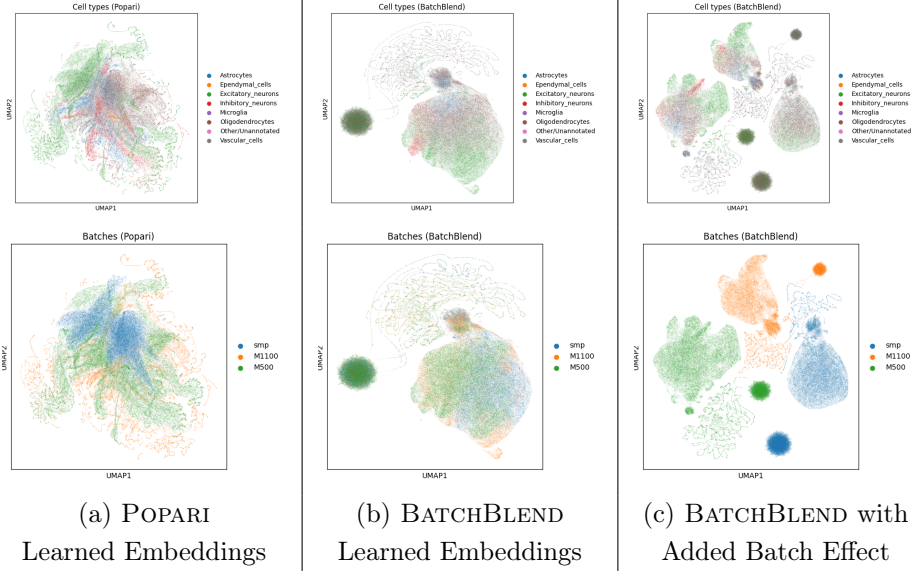 Cell types (Popari)
UMAP2
Astrocytes
Ependymal_cells
Excitatory_neurons
Inhibitory_neurons
Microglia
Oligodendrocytes
Other/Unannotated
Vascular_cells
UMAP1
Cell types (BatchBlend)
UMAP2
Astrocytes
Ependymal_cells
Excitatory_neurons
Inhibitory_neurons
Microglia
Oligodendrocytes
Other/Unannotated
Vascular_cells
UMAP1
Cell types (BatchBlend)
UMAP2
Astrocytes
Ependymal_cells
Excitatory_neurons
Inhibitory_neurons
Microglia
Oligodendrocytes
Other/Unannotated
Vascular_cells
UMAP1
Batches (Popari)
UMAP2
smp
M1100
M500
UMAP1
Batches (BatchBlend)
UMAP2
smp
M1100
M500
UMAP1
Batches (BatchBlend)
UMAP2
smp
M1100
M500
UMAP1
(a) POPARI
Learned Embeddings
(b) BATCHBLEND
Learned Embeddings
(c) BATCHBLEND with
Added Batch Effect